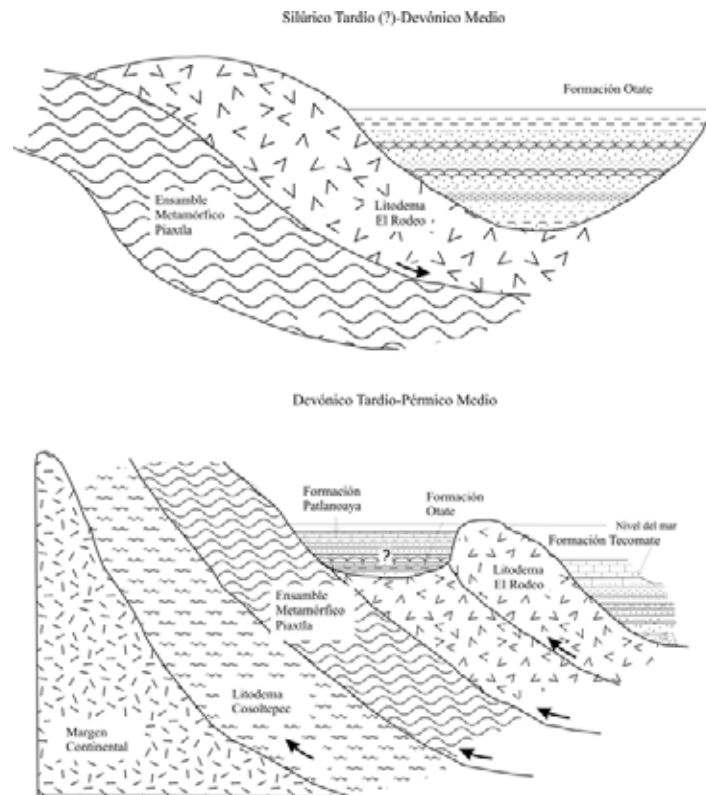 Silúrico Tardío (?)-Devónico Medio
Formación Otate
Ensamble
Metamórfico
Piaxtla
Litodema
El Rodeo
Devónico Tardío-Pérmico Medio
Formación
Patlanoaya
Formación
Otate
Nivel del mar
Formación Tecomate
?
Litodema
El Rodeo
Ensamble
Metamórfico
Piaxtla
Litodema
Cosoltepec
Margen
Continental